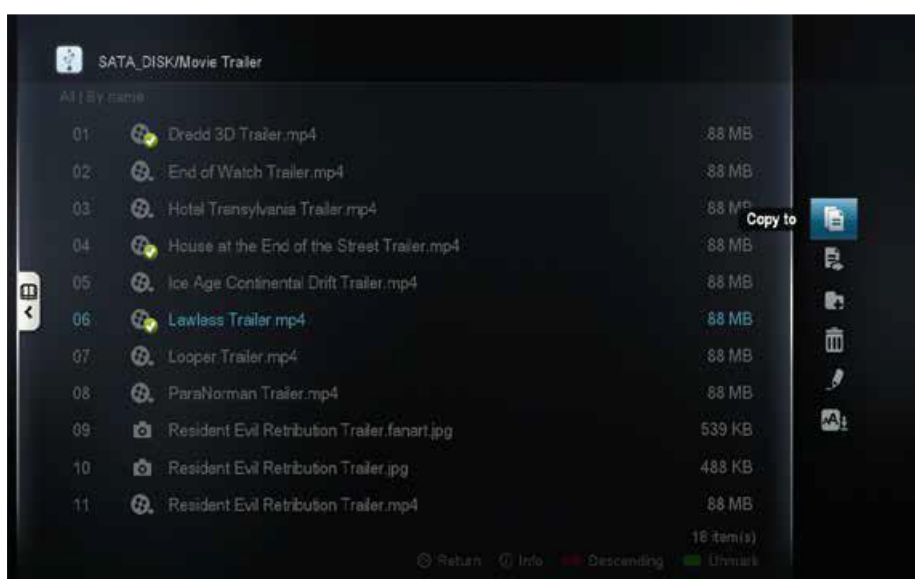 SATA_DISK/Movie Trailer
All | By name
01 Dredd 3D Trailer.mp4 88 MB
02 End of Watch Trailer.mp4 88 MB
03 Hotel Transylvania Trailer.mp4 88 MB
Copy to
04 House at the End of the Street Trailer.mp4 88 MB
05 Ice Age Continental Drift Trailer.mp4 88 MB
06 Lawless Trailer.mp4 88 MB
07 Looper Trailer.mp4 88 MB
08 ParaNorman Trailer.mp4 88 MB
09 Resident Evil Retribution Trailer.fanart.jpg 539 KB
10 Resident Evil Retribution Trailer.jpg 488 KB
11 Resident Evil Retribution Trailer.mp4 88 MB
18 item(s)
Return Info Descending Unmark